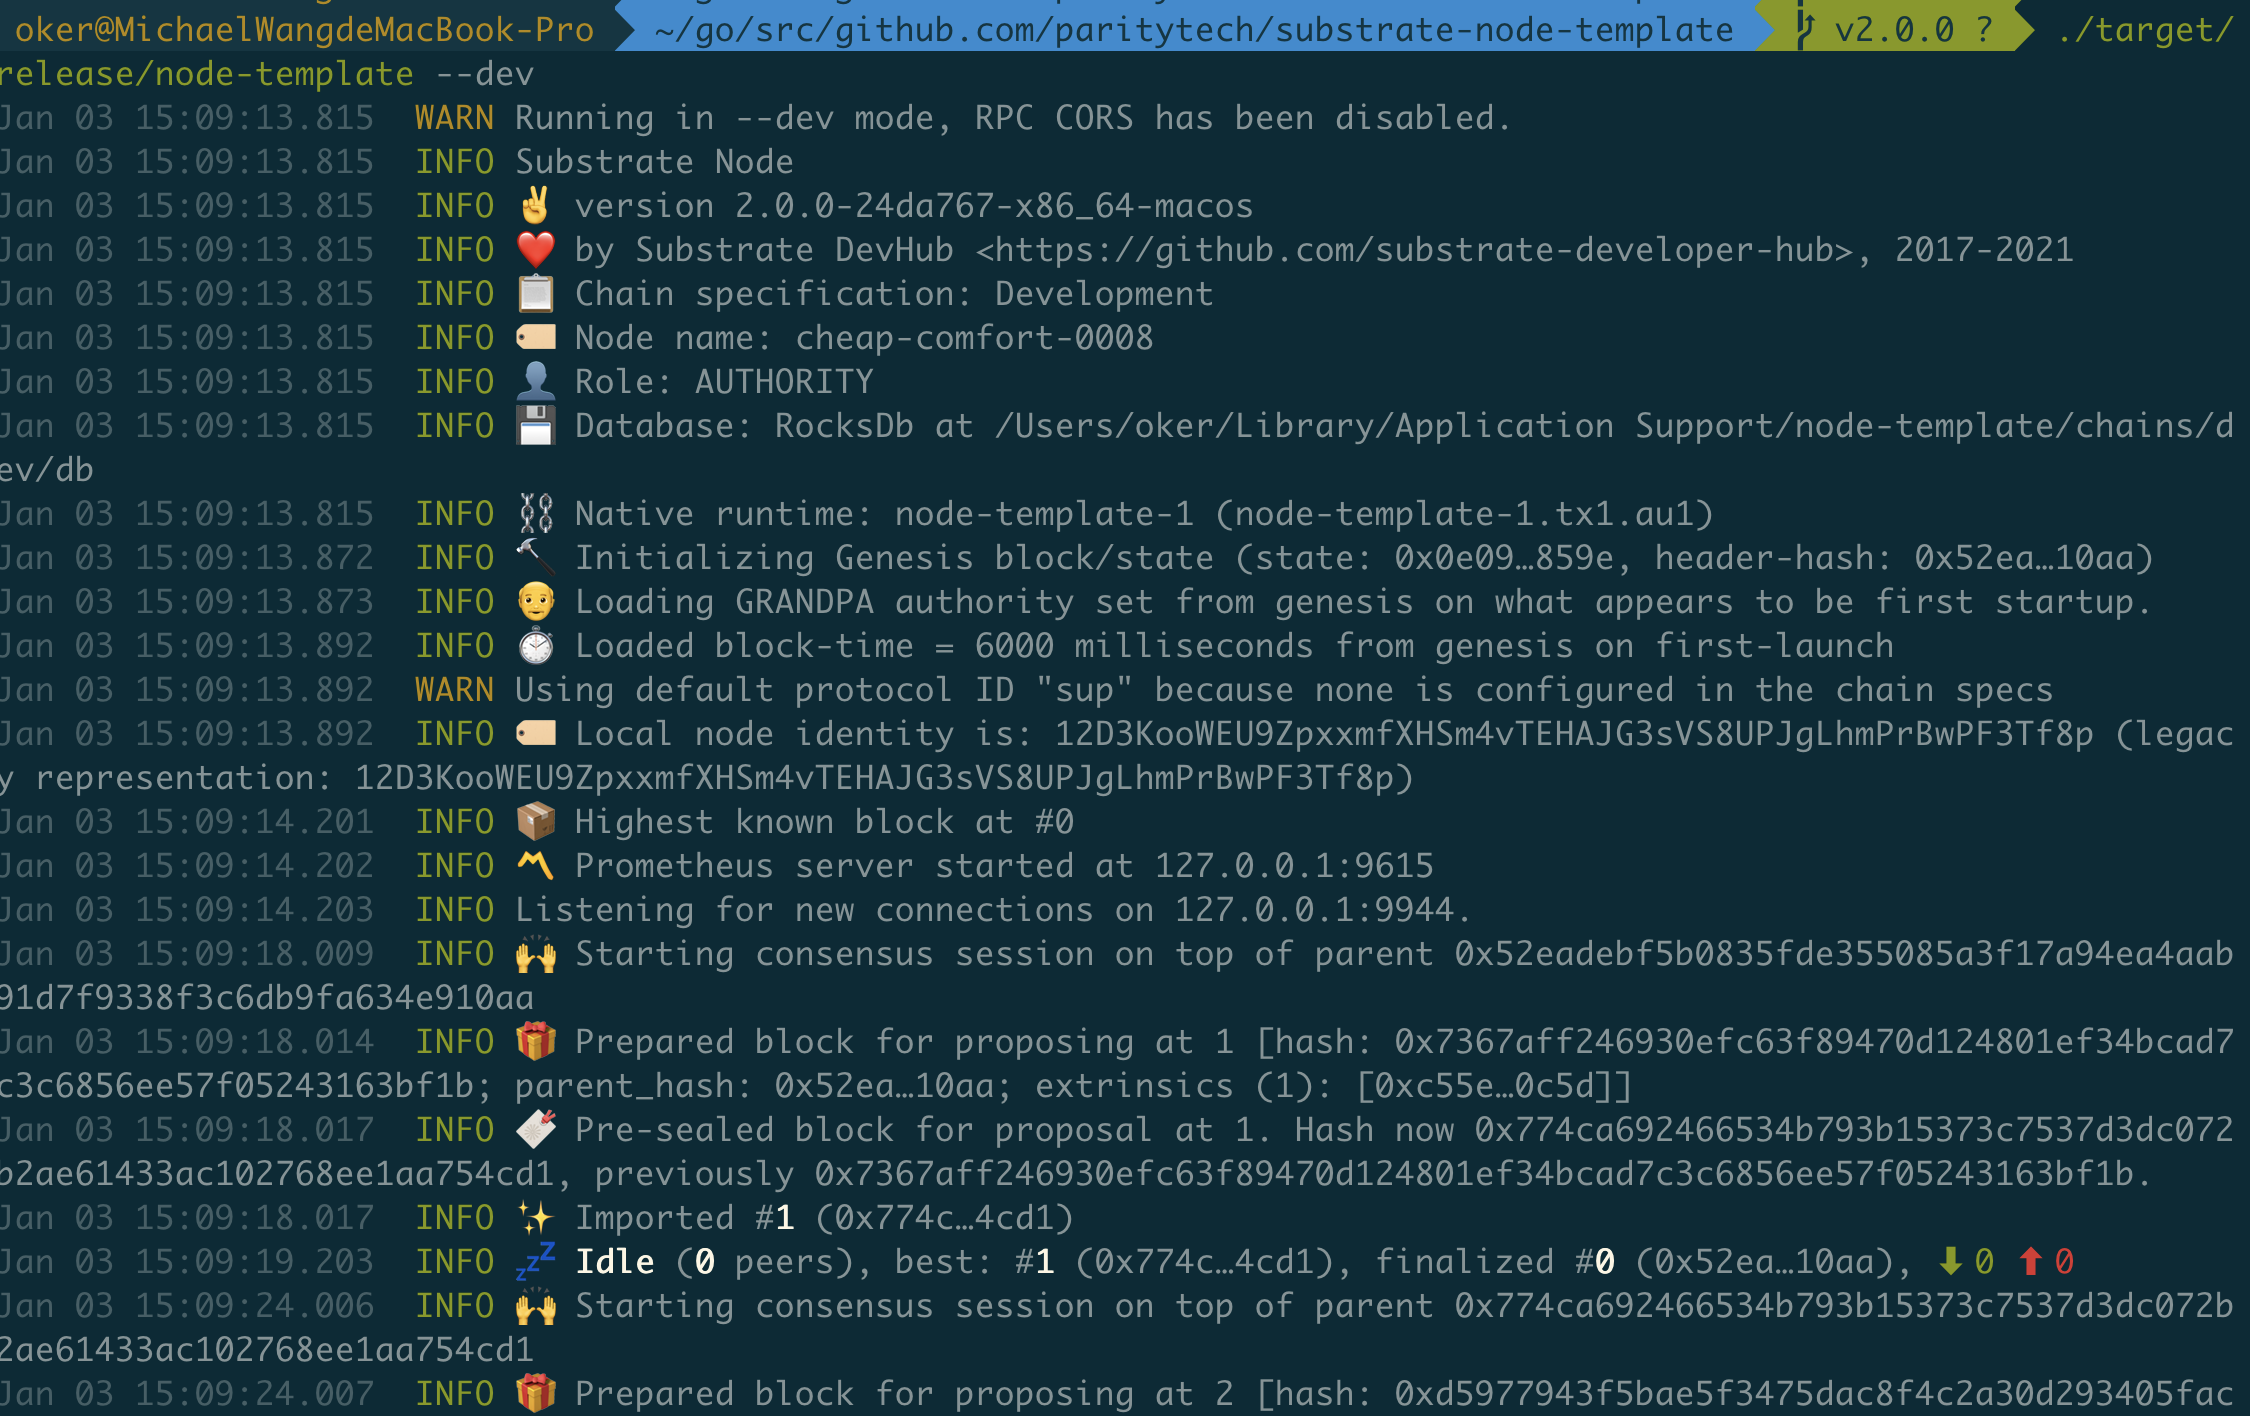 oker@MichaelWangdeMacBook-Pro ~/go/src/github.com/paritytech/substrate-node-template v2.0.0 ? ./target/
release/node-template --dev
Jan 03 15:09:13.815 WARN Running in --dev mode, RPC CORS has been disabled.
Jan 03 15:09:13.815 INFO Substrate Node
Jan 03 15:09:13.815 INFO ✌️ version 2.0.0-24da767-x86_64-macos
Jan 03 15:09:13.815 INFO ❤️ by Substrate DevHub <https://github.com/substrate-developer-hub>, 2017-2021
Jan 03 15:09:13.815 INFO 📋 Chain specification: Development
Jan 03 15:09:13.815 INFO 🏷 Node name: cheap-comfort-0008
Jan 03 15:09:13.815 INFO 👤 Role: AUTHORITY
Jan 03 15:09:13.815 INFO 💾 Database: RocksDb at /Users/oker/Library/Application Support/node-template/chains/d
ev/db
Jan 03 15:09:13.815 INFO ⛓ Native runtime: node-template-1 (node-template-1.tx1.au1)
Jan 03 15:09:13.872 INFO 🔨 Initializing Genesis block/state (state: 0x0e09…859e, header-hash: 0x52ea…10aa)
Jan 03 15:09:13.873 INFO 👴 Loading GRANDPA authority set from genesis on what appears to be first startup.
Jan 03 15:09:13.892 INFO ⏱ Loaded block-time = 6000 milliseconds from genesis on first-launch
Jan 03 15:09:13.892 WARN Using default protocol ID "sup" because none is configured in the chain specs
Jan 03 15:09:13.892 INFO 🏷 Local node identity is: 12D3KooWEU9ZpxxmfXHSm4vTEHAJG3sVS8UPJgLhmPrBwPF3Tf8p (legac
y representation: 12D3KooWEU9ZpxxmfXHSm4vTEHAJG3sVS8UPJgLhmPrBwPF3Tf8p)
Jan 03 15:09:14.201 INFO 📦 Highest known block at #0
Jan 03 15:09:14.202 INFO 〽️ Prometheus server started at 127.0.0.1:9615
Jan 03 15:09:14.203 INFO Listening for new connections on 127.0.0.1:9944.
Jan 03 15:09:18.009 INFO 🙌 Starting consensus session on top of parent 0x52eadebf5b0835fde355085a3f17a94ea4aab
91d7f9338f3c6db9fa634e910aa
Jan 03 15:09:18.014 INFO 🎁 Prepared block for proposing at 1 [hash: 0x7367aff246930efc63f89470d124801ef34bcad7
c3c6856ee57f05243163bf1b; parent_hash: 0x52ea…10aa; extrinsics (1): [0xc55e…0c5d]]
Jan 03 15:09:18.017 INFO 🔖 Pre-sealed block for proposal at 1. Hash now 0x774ca692466534b793b15373c7537d3dc072
b2ae61433ac102768ee1aa754cd1, previously 0x7367aff246930efc63f89470d124801ef34bcad7c3c6856ee57f05243163bf1b.
Jan 03 15:09:18.017 INFO ✨ Imported #1 (0x774c…4cd1)
Jan 03 15:09:19.203 INFO 💤 Idle (0 peers), best: #1 (0x774c…4cd1), finalized #0 (0x52ea…10aa), ⬇ 0 ⬆ 0
Jan 03 15:09:24.006 INFO 🙌 Starting consensus session on top of parent 0x774ca692466534b793b15373c7537d3dc072b
2ae61433ac102768ee1aa754cd1
Jan 03 15:09:24.007 INFO 🎁 Prepared block for proposing at 2 [hash: 0xd5977943f5bae5f3475dac8f4c2a30d293405fac